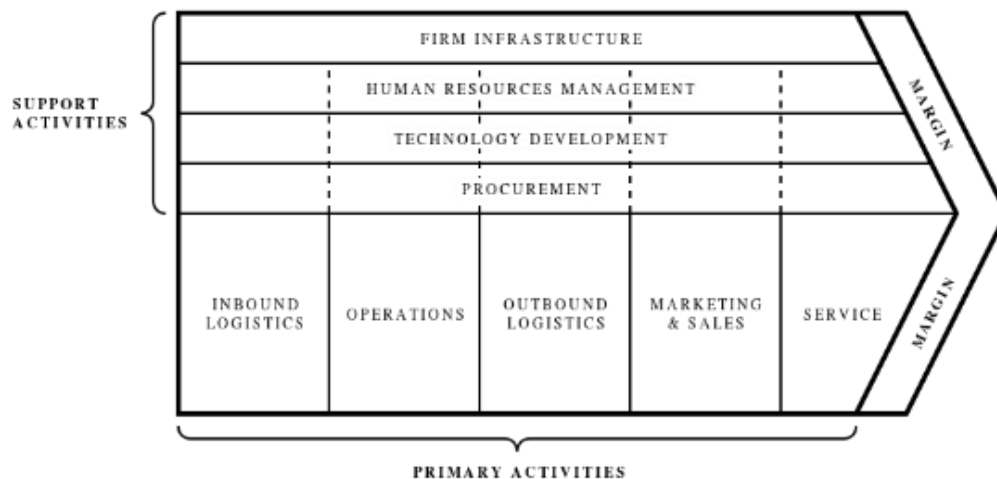 FIRM INFRASTRUCTURE
HUMAN RESOURCES MANAGEMENT
TECHNOLOGY DEVELOPMENT
PROCUREMENT
SUPPORT
ACTIVITIES
MARGIN
INBOUND
LOGISTICS
OPERATIONS
OUTBOUND
LOGISTICS
MARKETING
& SALES
SERVICE
MARGIN
PRIMARY ACTIVITIES